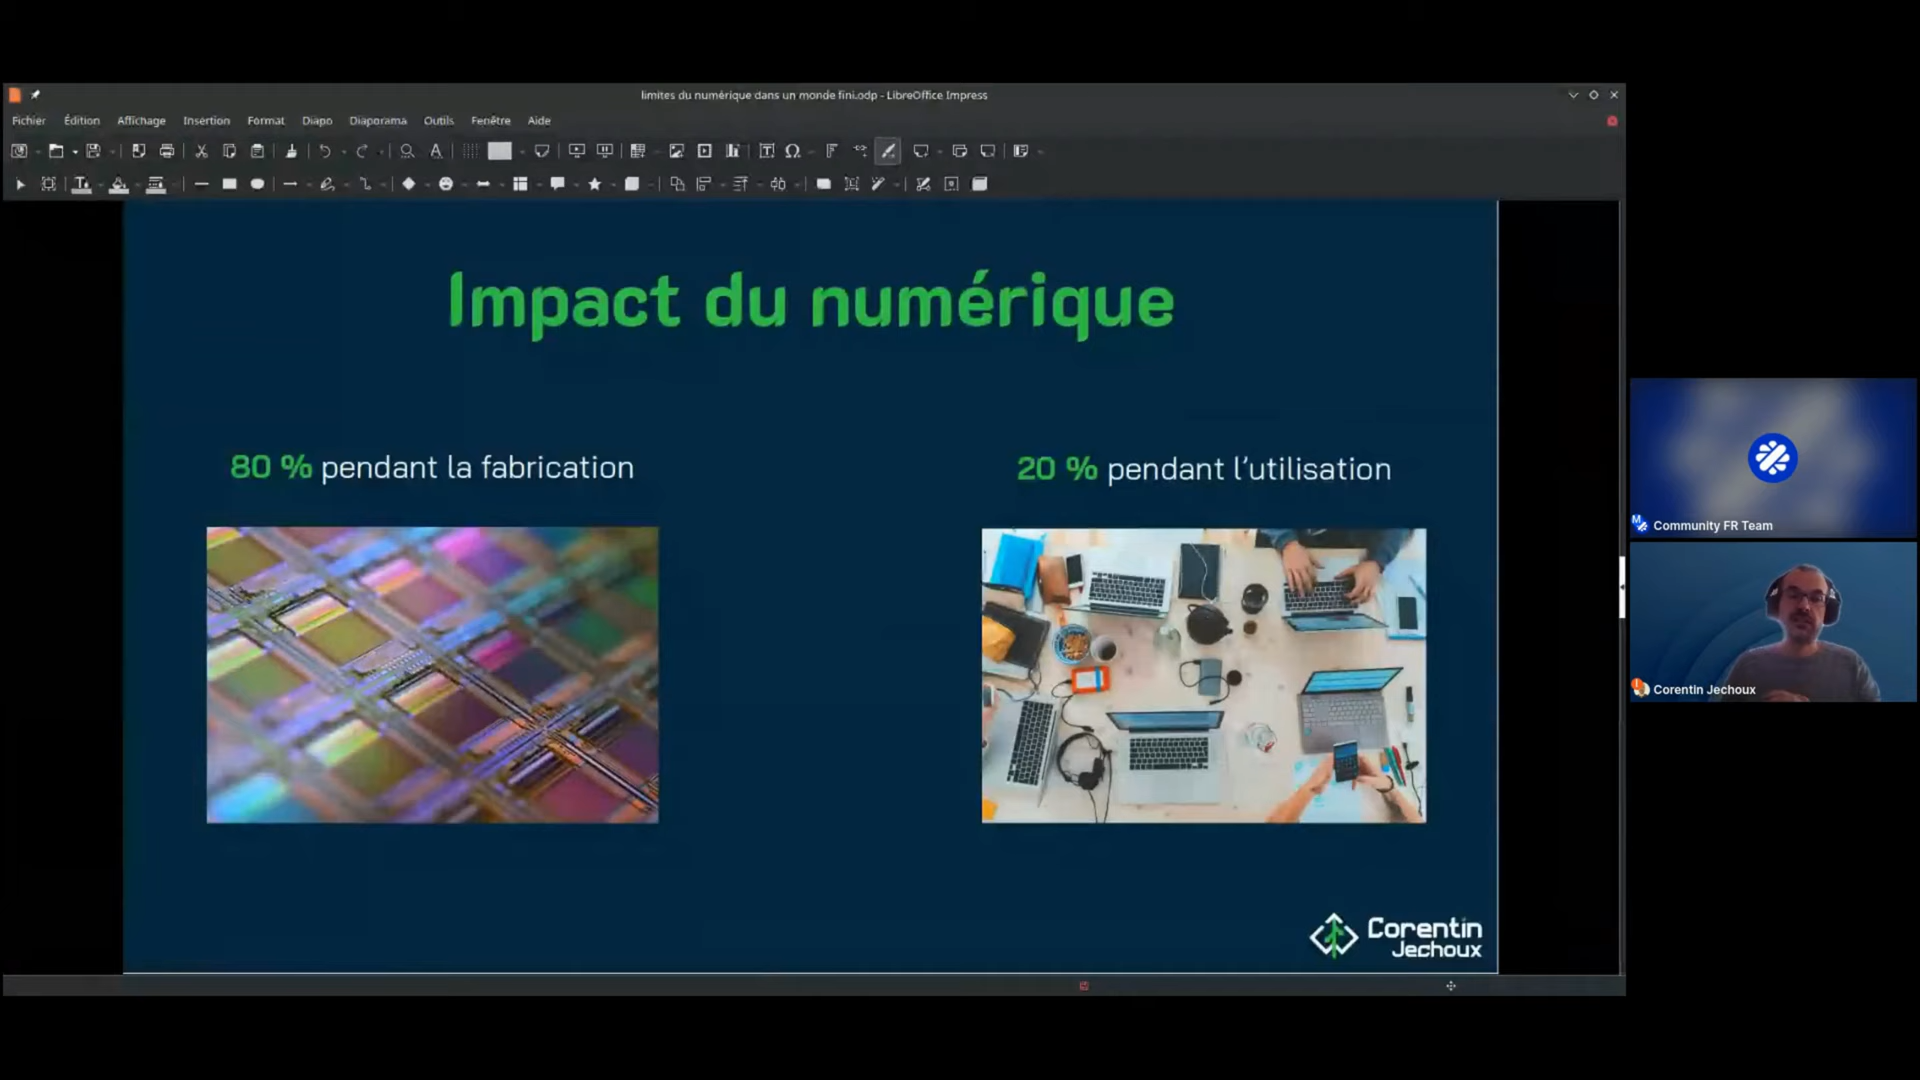 limites du numérique dans un monde fini.odp - LibreOffice Impress
Fichier Édition Affichage Insertion Format Diapo Diaporama Outils Fenêtre Aide
Impact du numérique
80 % pendant la fabrication
20 % pendant l’utilisation
Corentin
Jechoux
Community FR Team
Corentin Jechoux